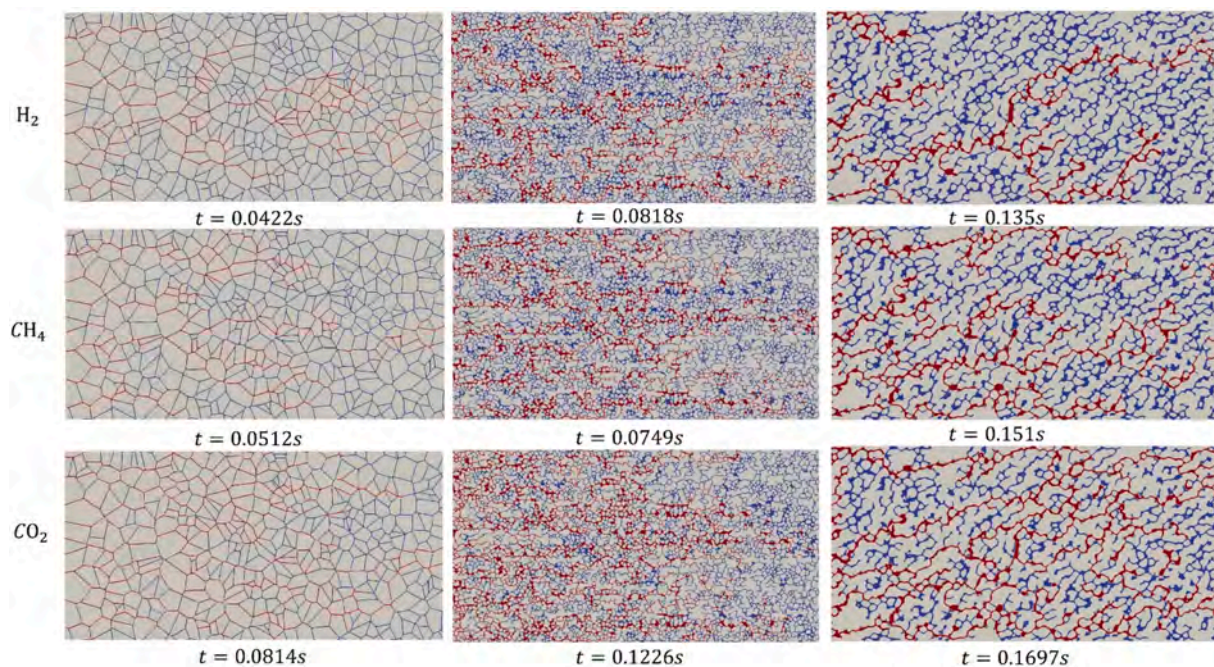 H₂
t = 0.0422s
t = 0.0818s
t = 0.135s
CH₄
t = 0.0512s
t = 0.0749s
t = 0.151s
CO₂
t = 0.0814s
t = 0.1226s
t = 0.1697s